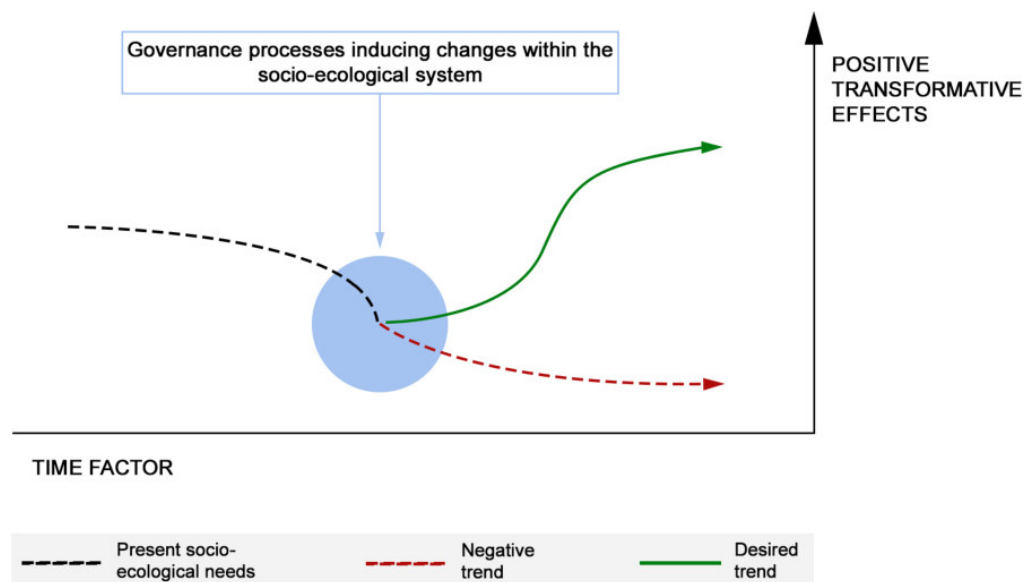 Governance processes inducing changes within the
socio-ecological system
POSITIVE
TRANSFORMATIVE
EFFECTS
TIME FACTOR
Present socio-
ecological needs
Negative
trend
Desired
trend